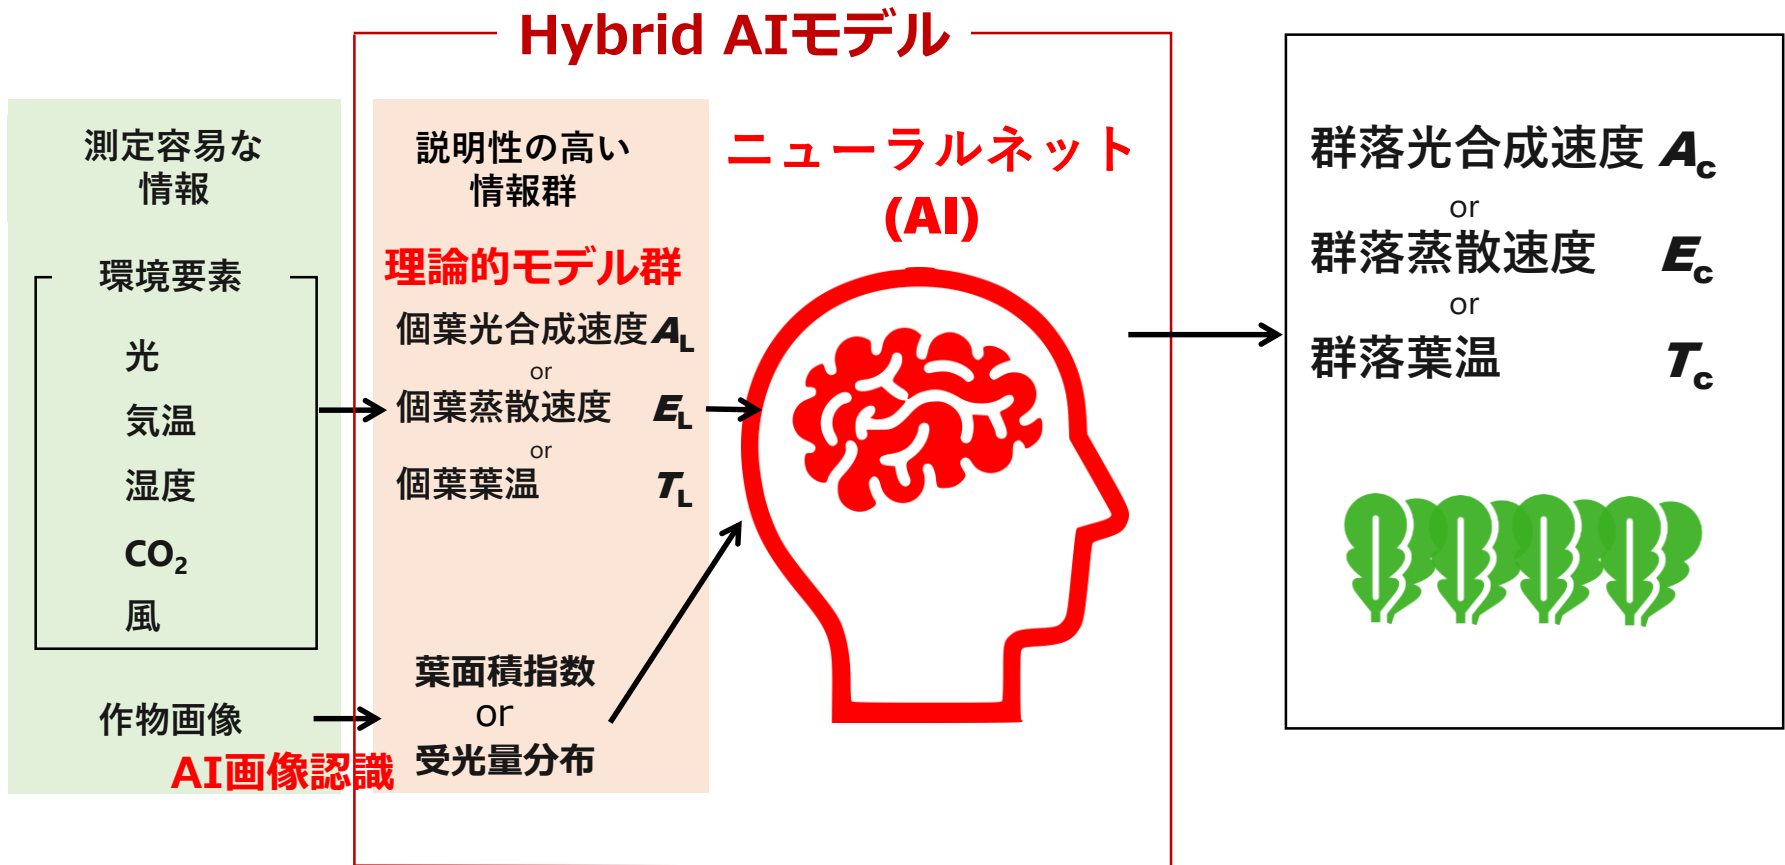 Hybrid AIモデル
測定容易な
情報
環境要素
光
気温
湿度
CO₂
風
作物画像
AI画像認識
説明性の高い
情報群
理論的モデル群
個葉光合成速度 AL
or
個葉蒸散速度 EL
or
個葉葉温 TL
葉面積指数
or
受光量分布
ニューラルネット
(AI)
群落光合成速度 Ac
or
群落蒸散速度 Ec
or
群落葉温 Tc